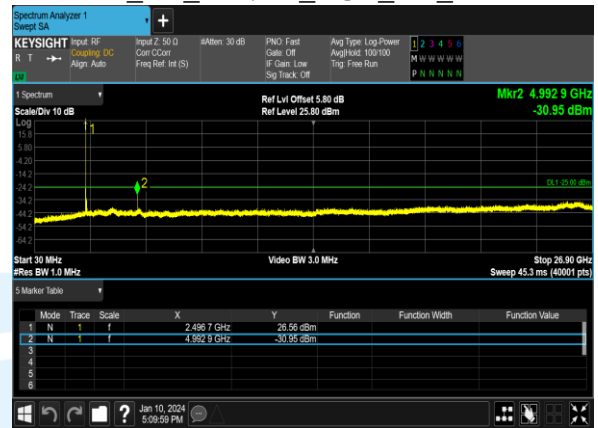 Spectrum Analyzer 1
Swept SA
+
KEYSIGHT Input: RF Input Z: 50 Ω #Atten: 30 dB PNO: Fast Avg Type: Log-Power 1 2 3 4 5 6
R T Coupling: DC Corr CCorr Gate: Off Avg|Hold: 100/100 M W W W W W
Align: Auto Freq Ref: Int (S) IF Gain: Low Trig: Free Run
LV Sig Track: Off P N N N N N
1 Spectrum Mkr2 4.992 9 GHz
Ref Lvl Offset 5.80 dB
Scale/Div 10 dB Ref Level 25.80 dBm -30.95 dBm
Log
1
15.8
5.80
-4.20
-14.2
2
DL1 -25.00 dBm
-24.2
-34.2
-44.2
-54.2
-64.2
Start 30 MHz Video BW 3.0 MHz Stop 26.90 GHz
#Res BW 1.0 MHz Sweep 45.3 ms (40001 pts)
5 Marker Table
Mode Trace Scale X Y Function Function Width Function Value
1 N 1 f 2.496 7 GHz 26.56 dBm
2 N 1 f 4.992 9 GHz -30.95 dBm
3
4
5
6
? Jan 10, 2024
5:09:59 PM